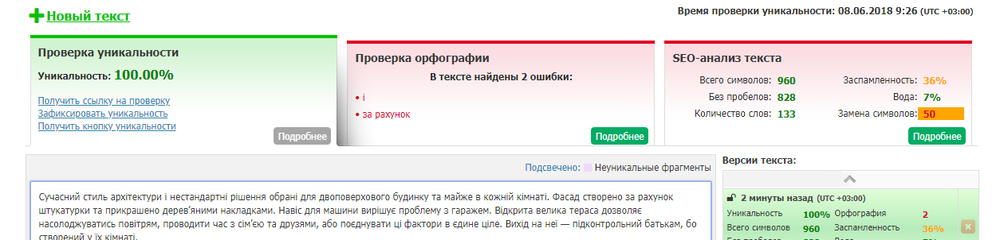 Новый текст
Время проверки уникальности: 08.06.2018 9:26 (UTC +03:00)
Проверка уникальности
Уникальность: 100.00%
Получить ссылку на проверку
Зафиксировать уникальность
Получить кнопку уникальности
Подробнее
Проверка орфографии
В тексте найдены 2 ошибки:
• і
• за рахунок
Подробнее
SEO-анализ текста
Всего символов: 960 Заспамленность: 36%
Без пробелов: 828 Вода: 7%
Количество слов: 133 Замена символов: 50
Подробнее
Подсвечено: Неуникальные фрагменты
Сучасний стиль архітектури і нестандартні рішення обрані для двоповерхового будинку та майже в кожній кімнаті. Фасад створено за рахунок
штукатурки та прикрашено дерев’яними накладками. Навіс для машини вирішує проблему з гаражем. Відкрита велика тераса дозволяє
насолоджуватись повітрям, проводити час з сім’єю та друзями, або поєднувати ці фактори в єдине ціле. Вихід на неї — підконтрольний батькам, бо
створений у їх кімнаті.
Версии текста:
2 минуты назад (UTC +03:00)
Уникальность 100% Орфография 2
Всего символов 960 Заспамленность 36%